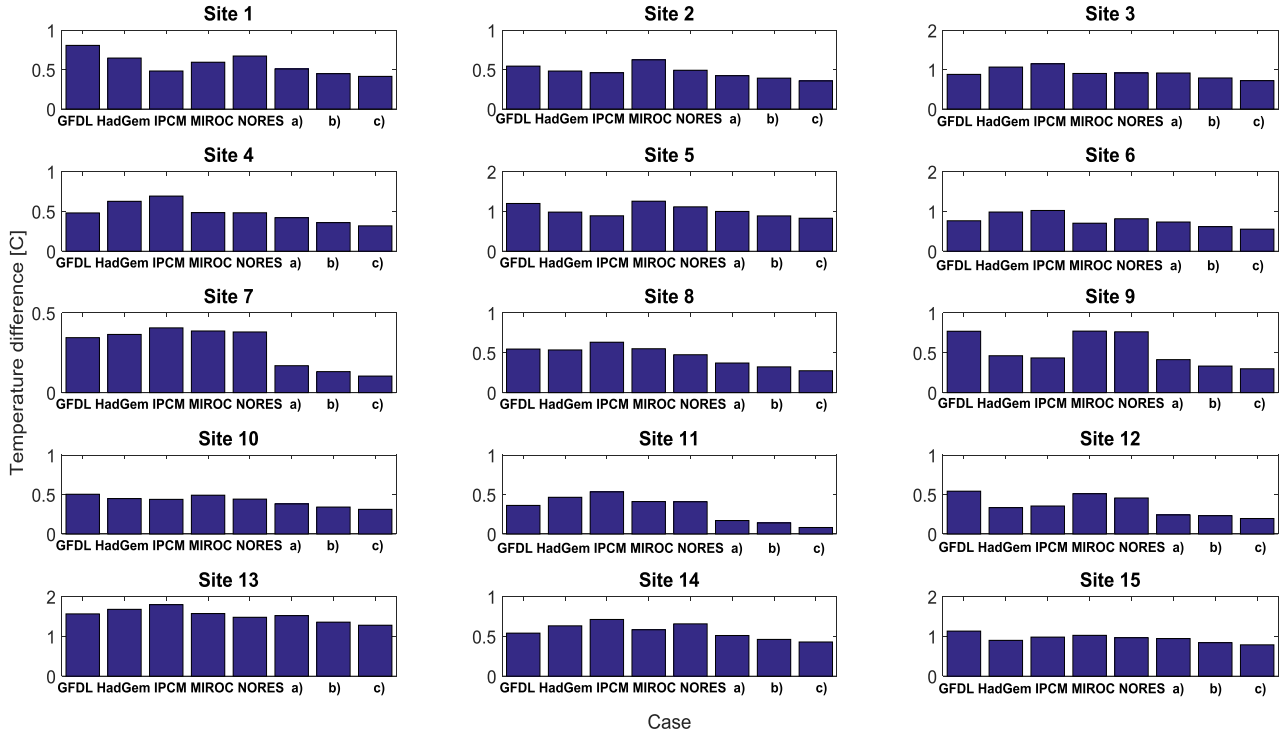 Site 1
1
0.5
0
GFDL HadGem IPCM MIROC NORES a) b) c)
Site 2
1
0.5
0
GFDL HadGem IPCM MIROC NORES a) b) c)
Site 3
2
1
0
GFDL HadGem IPCM MIROC NORES a) b) c)
Site 4
1
0.5
0
GFDL HadGem IPCM MIROC NORES a) b) c)
Site 5
2
1
0
GFDL HadGem IPCM MIROC NORES a) b) c)
Site 6
2
1
0
GFDL HadGem IPCM MIROC NORES a) b) c)
Temperature difference [C]
Site 7
0.5
0
GFDL HadGem IPCM MIROC NORES a) b) c)
Site 8
1
0.5
0
GFDL HadGem IPCM MIROC NORES a) b) c)
Site 9
1
0.5
0
GFDL HadGem IPCM MIROC NORES a) b) c)
Site 10
1
0.5
0
GFDL HadGem IPCM MIROC NORES a) b) c)
Site 11
1
0.5
0
GFDL HadGem IPCM MIROC NORES a) b) c)
Site 12
1
0.5
0
GFDL HadGem IPCM MIROC NORES a) b) c)
Site 13
2
1
0
GFDL HadGem IPCM MIROC NORES a) b) c)
Site 14
1
0.5
0
GFDL HadGem IPCM MIROC NORES a) b) c)
Site 15
2
1
0
GFDL HadGem IPCM MIROC NORES a) b) c)
Case